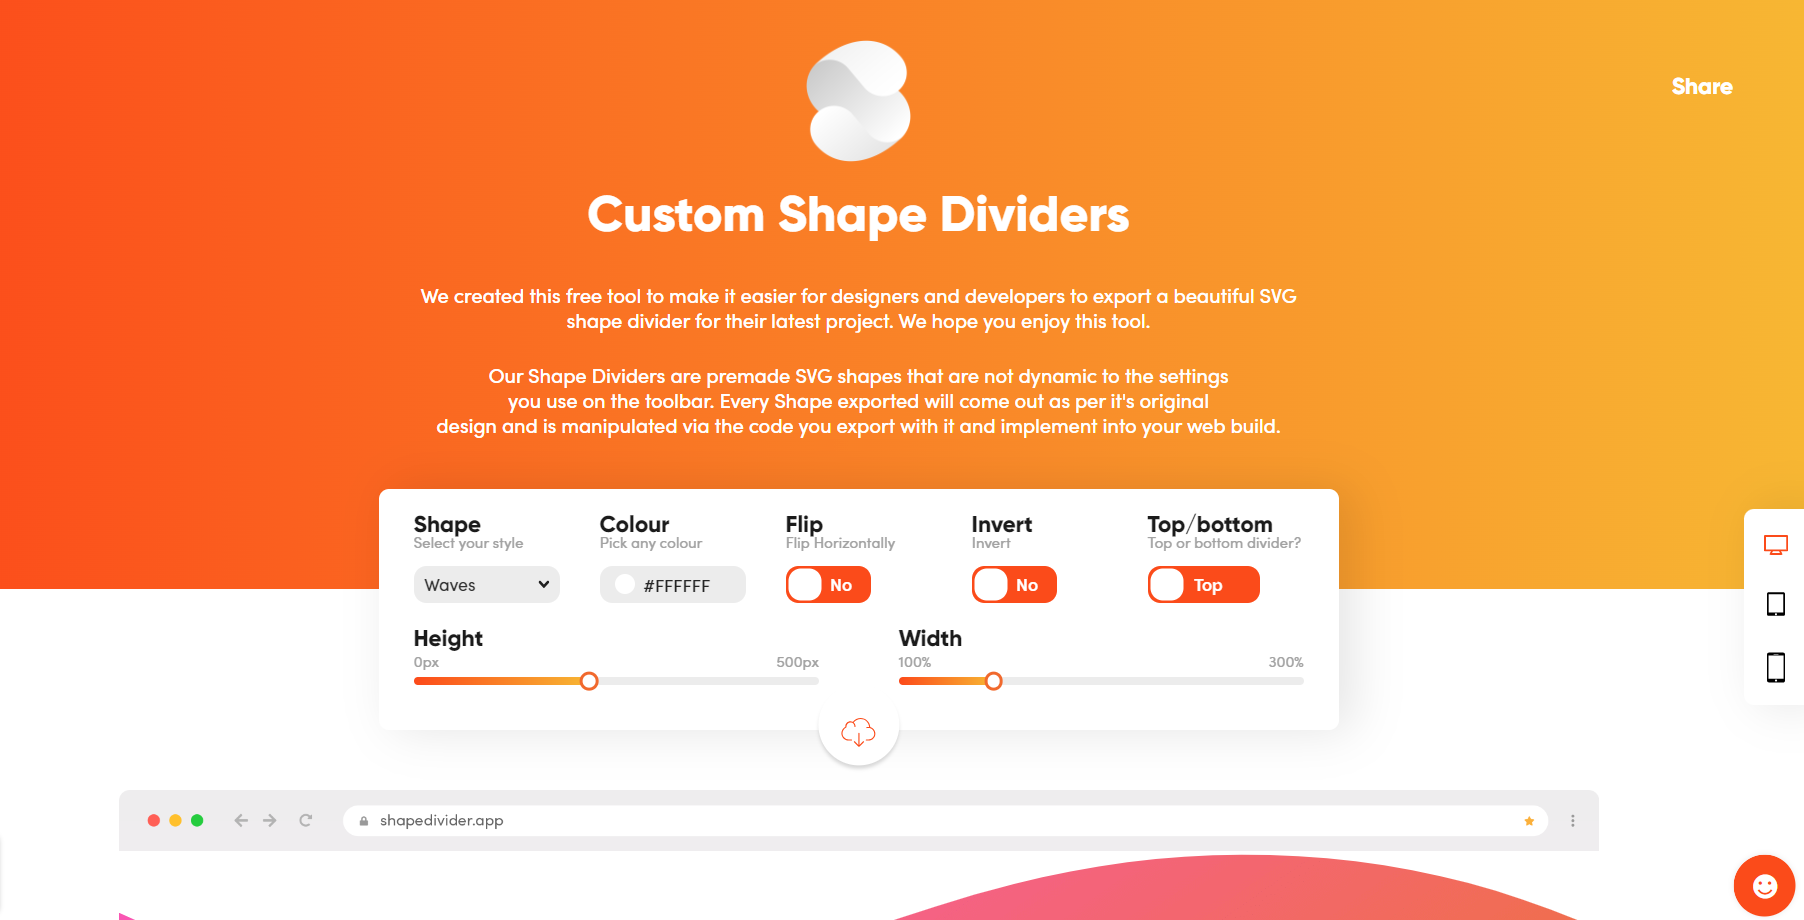 Share
Custom Shape Dividers
We created this free tool to make it easier for designers and developers to export a beautiful SVG
shape divider for their latest project. We hope you enjoy this tool.
Our Shape Dividers are premade SVG shapes that are not dynamic to the settings
you use on the toolbar. Every Shape exported will come out as per it's original
design and is manipulated via the code you export with it and implement into your web build.
Shape
Select your style
Waves
Colour
Pick any colour
#FFFFFF
Flip
Flip Horizontally
No
Invert
Invert
No
Top/bottom
Top or bottom divider?
Top
Height
0px 500px
Width
100% 300%
shapedivider.app